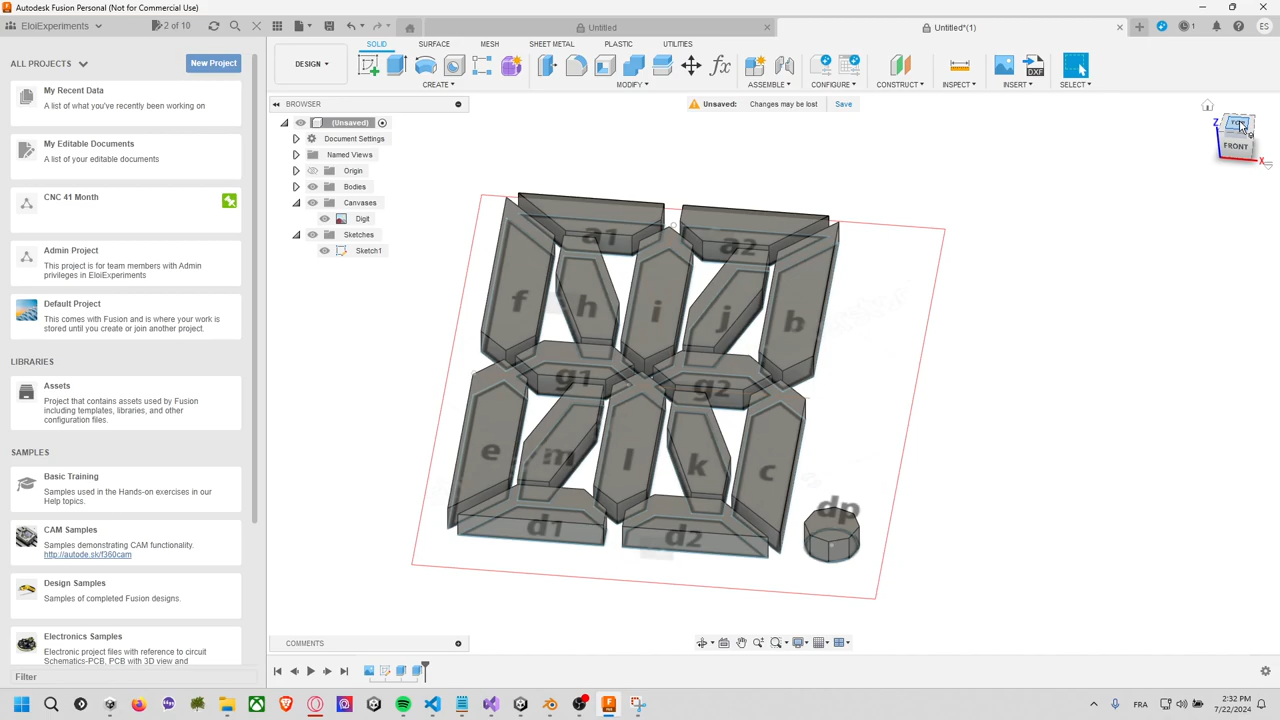 Autodesk Fusion Personal (Not for Commercial Use)
EloiExperiments
2 of 10
Untitled
Untitled*(1)
1
ES
ALL PROJECTS
New Project
My Recent Data
A list of what you've recently been working on
My Editable Documents
A list of your editable documents
CNC 41 Month
Admin Project
This project is for team members with Admin
privileges in EloiExperiments
Default Project
This comes with Fusion and is where your work is
stored until you create or join another project.
LIBRARIES
Assets
Project that contains assets used by Fusion
including templates, libraries, and other
configuration files.
SAMPLES
Basic Training
Samples used in the Hands-on exercises in our
Help topics.
CAM Samples
Samples demonstrating CAM functionality.
http://autode.sk/f360cam
Design Samples
Samples of completed Fusion designs.
Electronics Samples
Electronics project file with reference to circuit
Schematics-PCB, PCB with 3D view and
Filter
DESIGN
SOLID
SURFACE
MESH
SHEET METAL
PLASTIC
UTILITIES
CREATE
MODIFY
ASSEMBLE
CONFIGURE
CONSTRUCT
INSPECT
INSERT
SELECT
DXF
BROWSER
Unsaved: Changes may be lost Save
(Unsaved)
Document Settings
Named Views
Origin
Bodies
Canvases
Digit
Sketches
Sketch1
Z
FRONT
X
a1
a2
f
h
i
j
b
g1
g2
e
m
l
k
c
d1
d2
dp
COMMENTS
FRA
2:32 PM
7/22/2024